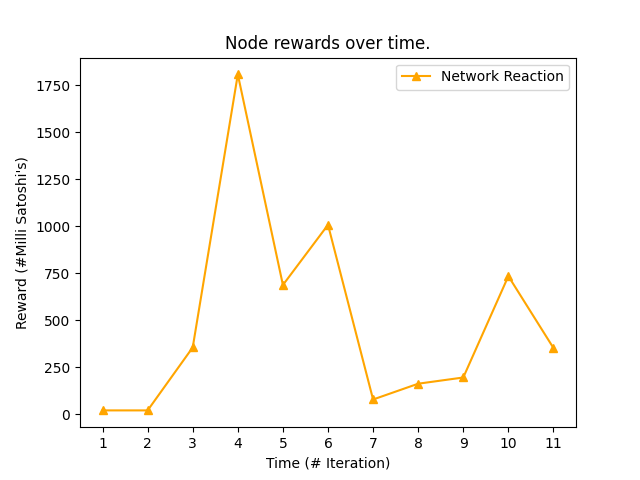 Node rewards over time.
Network Reaction
Reward (#Milli Satoshi's)
1750
1500
1250
1000
750
500
250
0
1 2 3 4 5 6 7 8 9 10 11
Time (# Iteration)